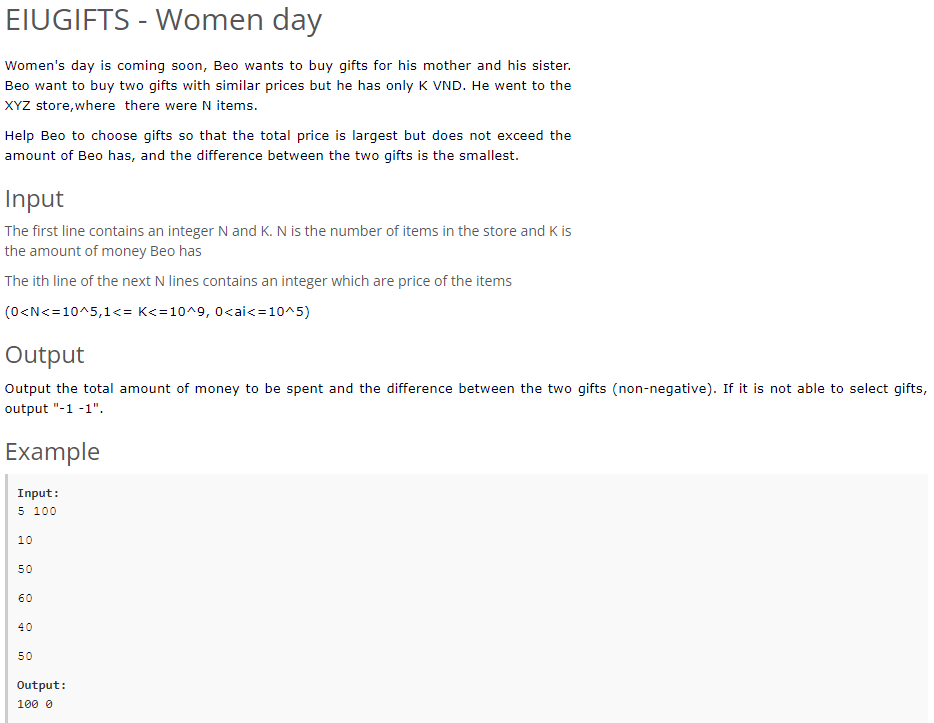 EIUGIFTS - Women day
Women's day is coming soon, Beo wants to buy gifts for his mother and his sister.
Beo want to buy two gifts with similar prices but he has only K VND. He went to the
XYZ store,where there were N items.
Help Beo to choose gifts so that the total price is largest but does not exceed the
amount of Beo has, and the difference between the two gifts is the smallest.
Input
The first line contains an integer N and K. N is the number of items in the store and K is
the amount of money Beo has
The ith line of the next N lines contains an integer which are price of the items
(0<N<=10^5,1<= K<=10^9, 0<ai<=10^5)
Output
Output the total amount of money to be spent and the difference between the two gifts (non-negative). If it is not able to select gifts,
output "-1 -1".
Example
Input:
5 100
10
50
60
40
50
Output:
100 0